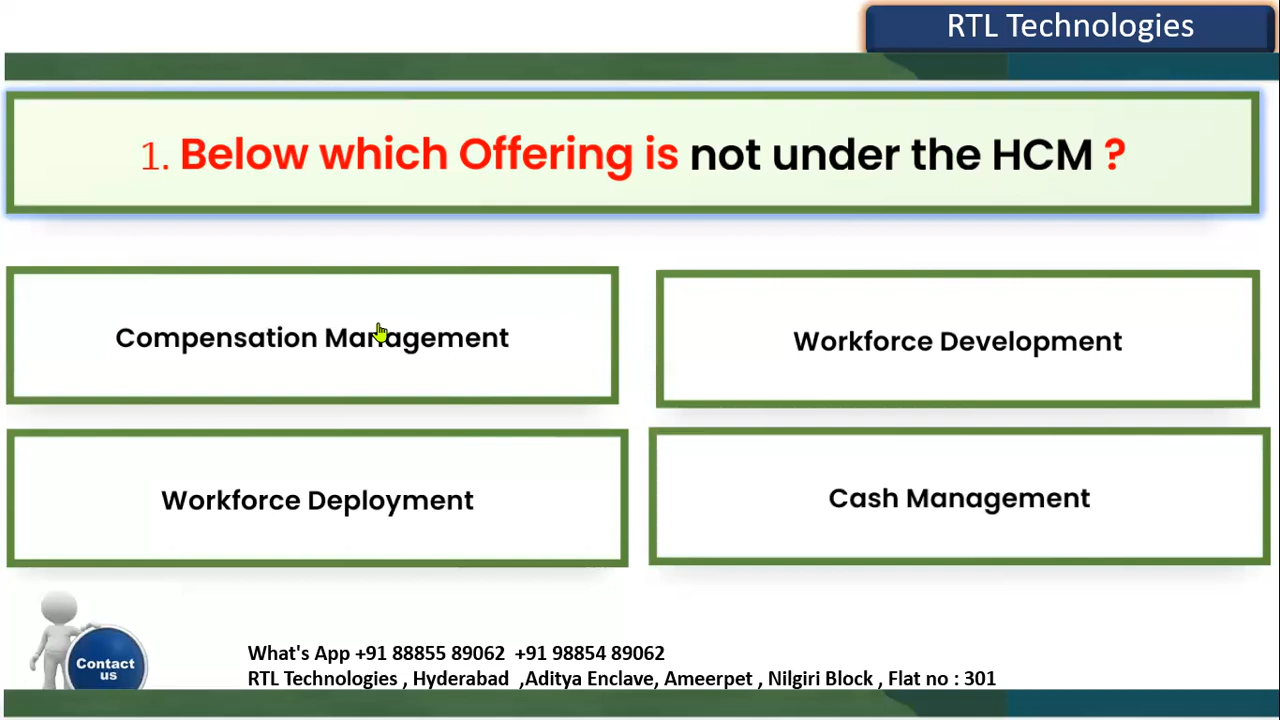 RTL Technologies
1. Below which Offering is not under the HCM ?
Compensation Management
Workforce Development
Workforce Deployment
Cash Management
Contact
us
What's App +91 88855 89062 +91 98854 89062
RTL Technologies , Hyderabad ,Aditya Enclave, Ameerpet , Nilgiri Block , Flat no : 301